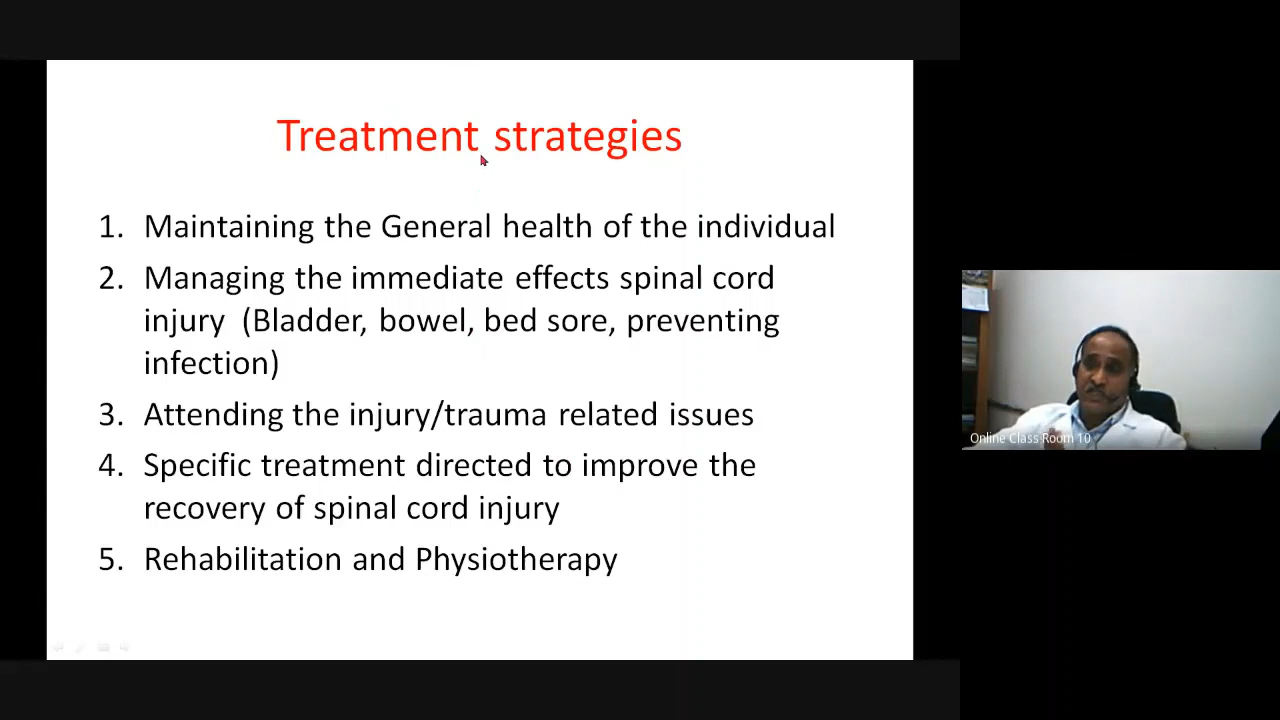 Treatment strategies
1. Maintaining the General health of the individual
2. Managing the immediate effects spinal cord
injury (Bladder, bowel, bed sore, preventing
infection)
3. Attending the injury/trauma related issues
4. Specific treatment directed to improve the
recovery of spinal cord injury
5. Rehabilitation and Physiotherapy
Online Class Room 10